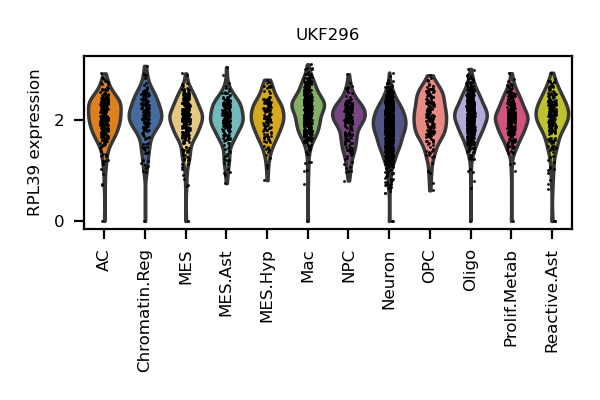 UKF296
RPL39 expression
2
0
AC
Chromatin.Reg
MES
MES.Ast
MES.Hyp
Mac
NPC
Neuron
OPC
Oligo
Prolif.Metab
Reactive.Ast